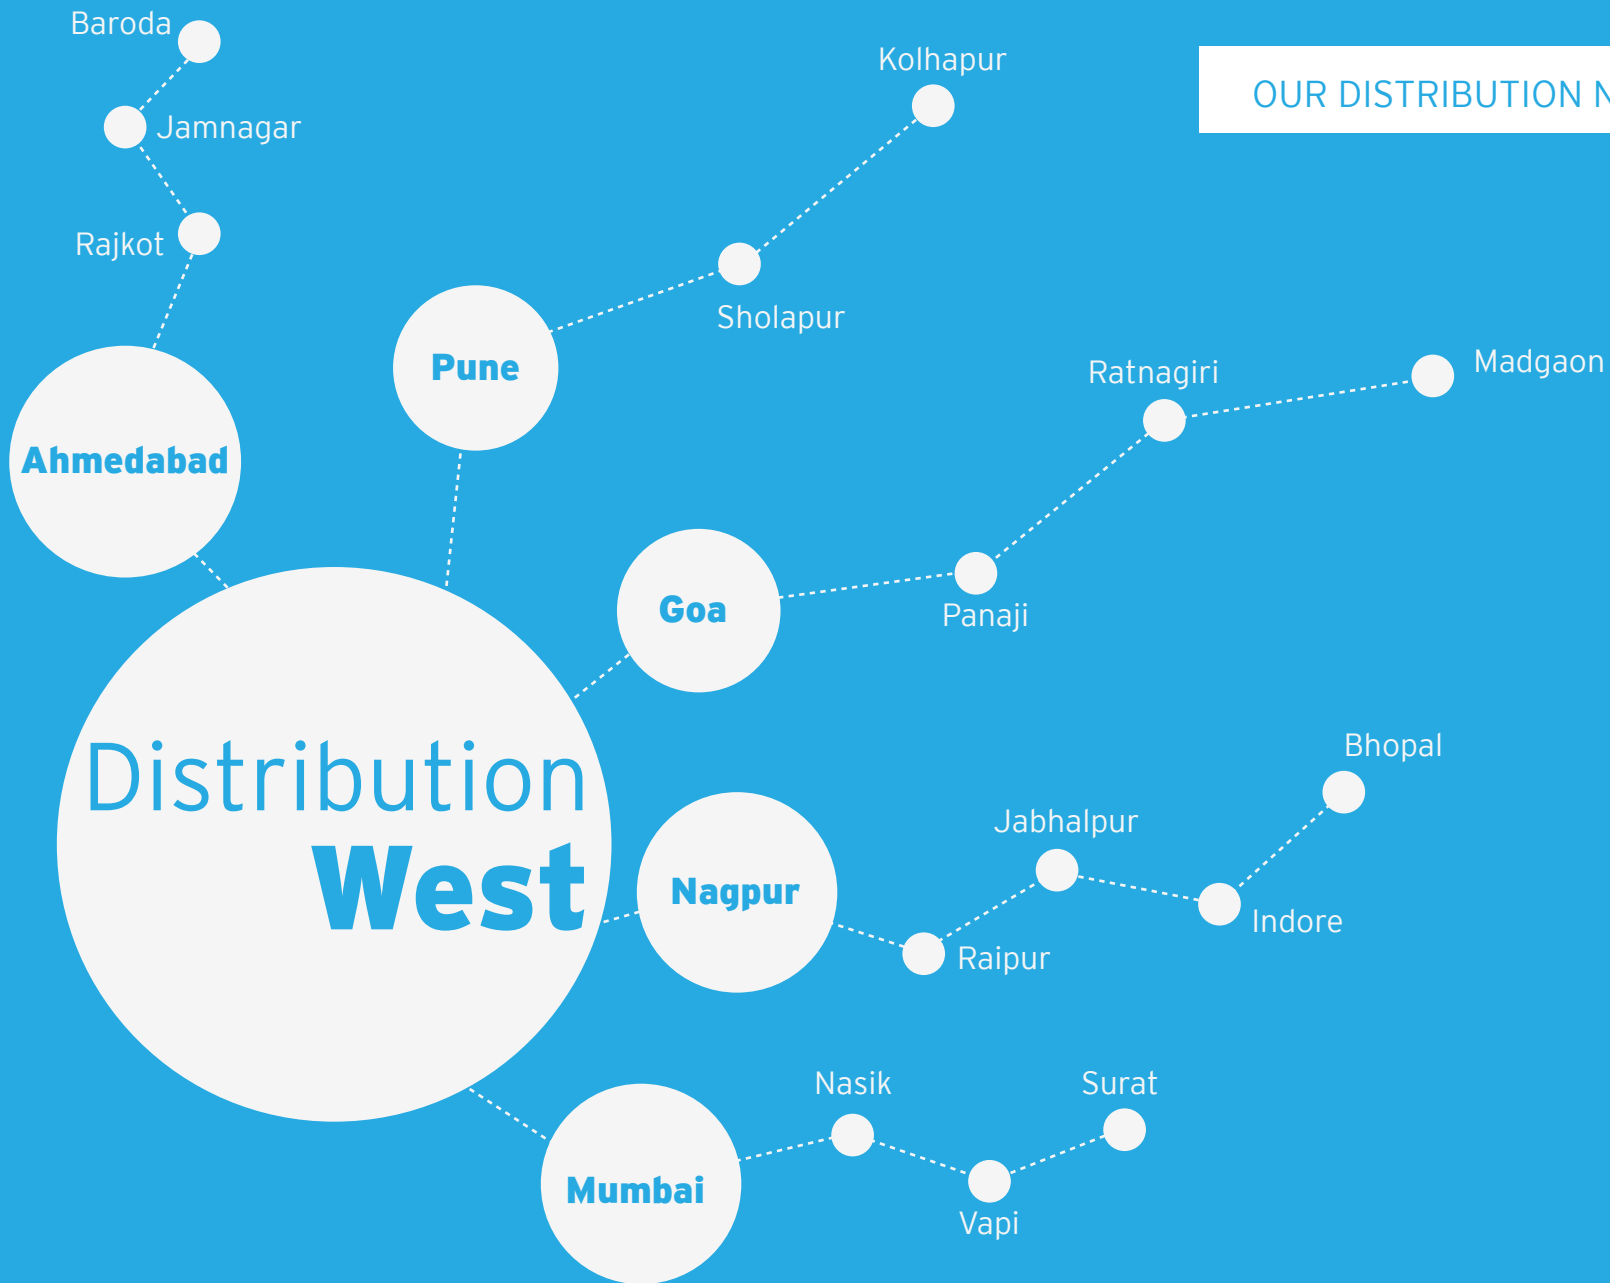 Baroda
Kolhapur
OUR DISTRIBUTION N
Jamnagar
Rajkot
Sholapur
Pune
Ratnagiri
Madgaon
Ahmedabad
Goa
Panaji
Distribution
West
Bhopal
Jabhalpur
Nagpur
Indore
Raipur
Nasik
Surat
Mumbai
Vapi